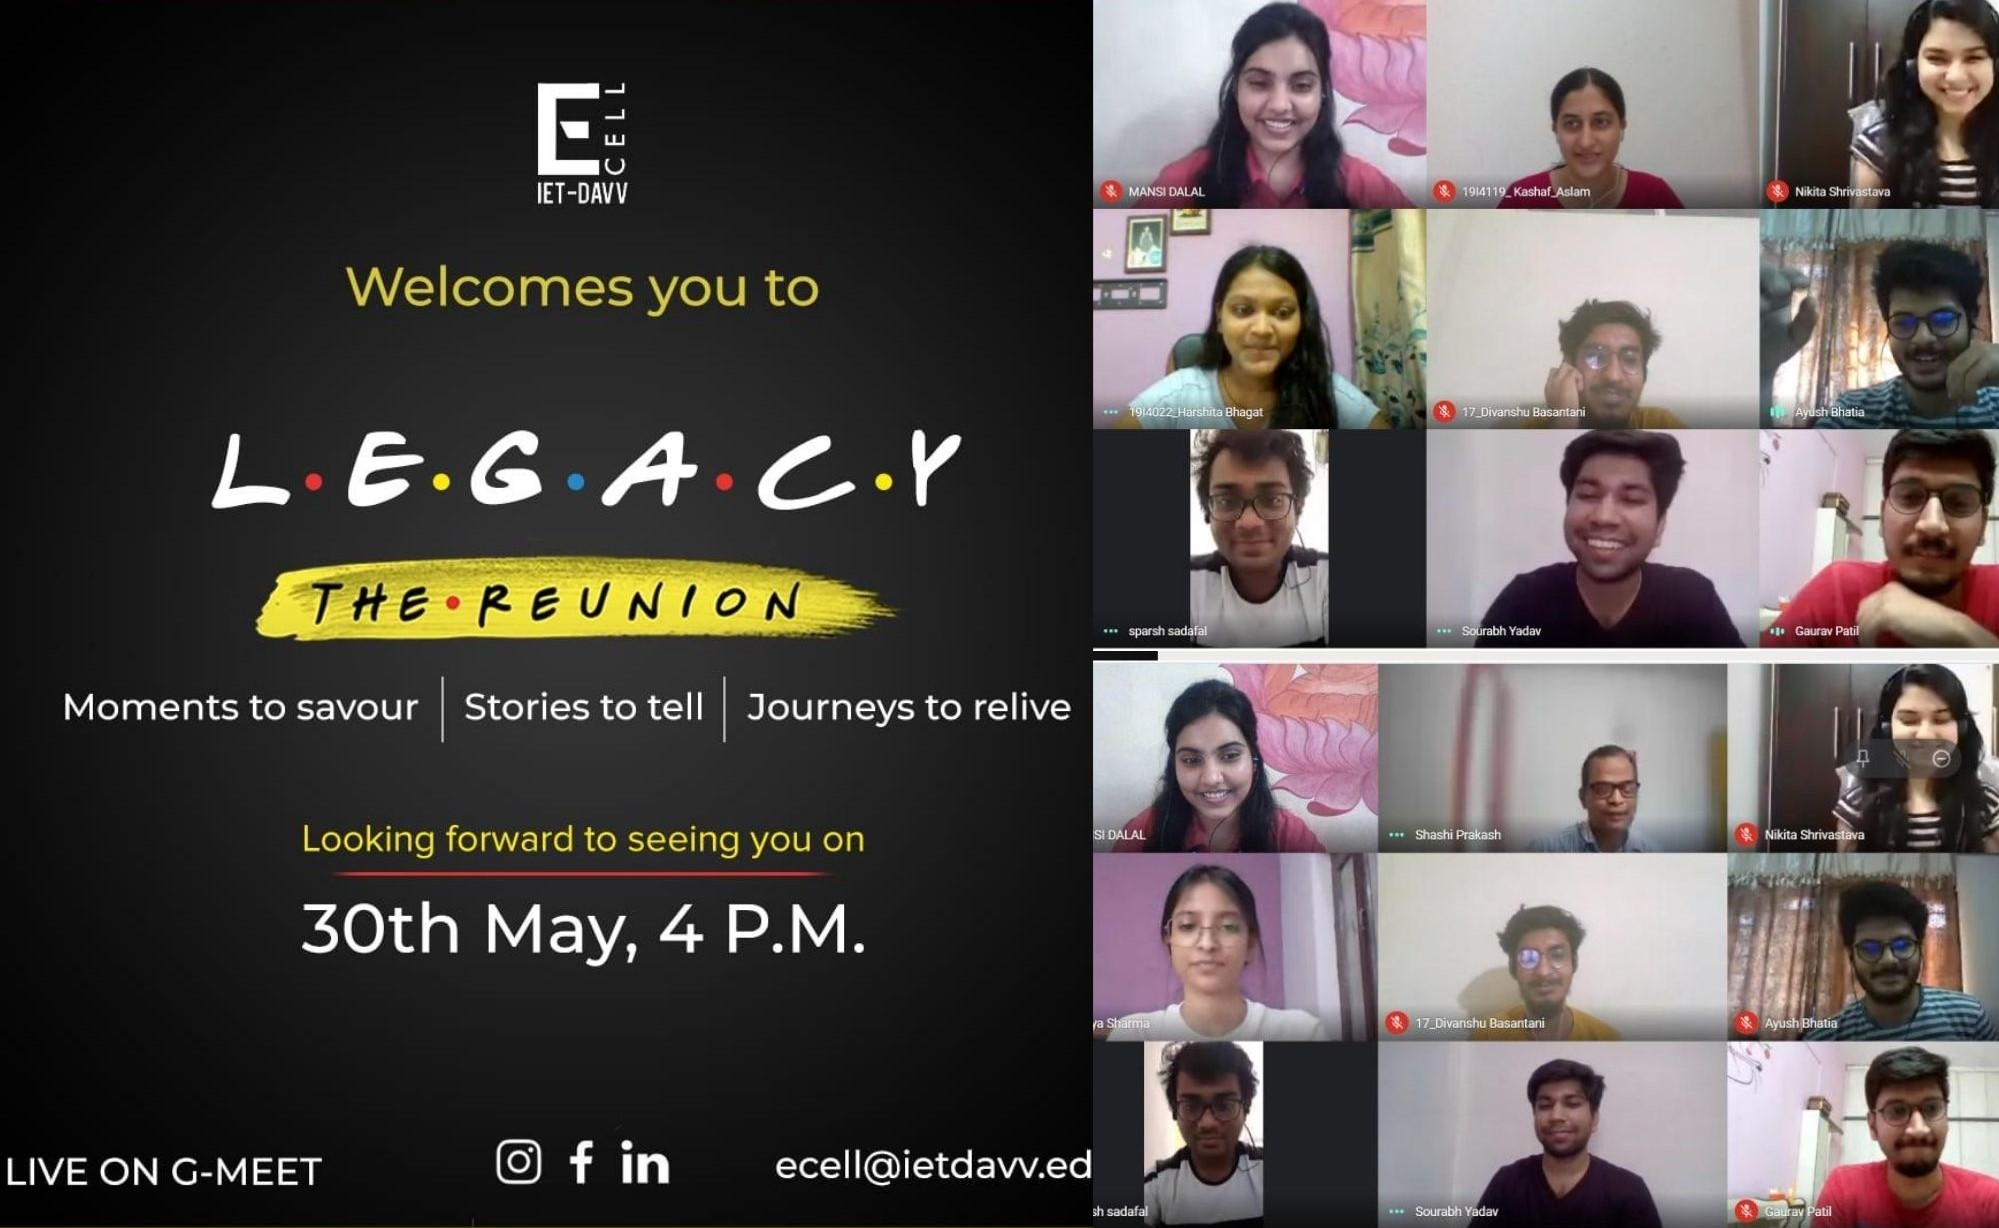 E CELL
IET-DAVV
Welcomes you to
L.E.G.A.C.Y
THE.REUNION
Moments to savour | Stories to tell | Journeys to relive
Looking forward to seeing you on
30th May, 4 P.M.
LIVE ON G-MEET
ecell@ietdavv.ed
MANSI DALAL
19I4119_ Kashaf_Aslam
Nikita Shrivastava
19I4022_Harshita Bhagat
17_Divanshu Basantani
Ayush Bhatia
sparsh sadafal
Sourabh Yadav
Gaurav Patil
SI DALAL
Shashi Prakash
Nikita Shrivastava
ya Sharma
17_Divanshu Basantani
Ayush Bhatia
sh sadafal
Sourabh Yadav
Gaurav Patil